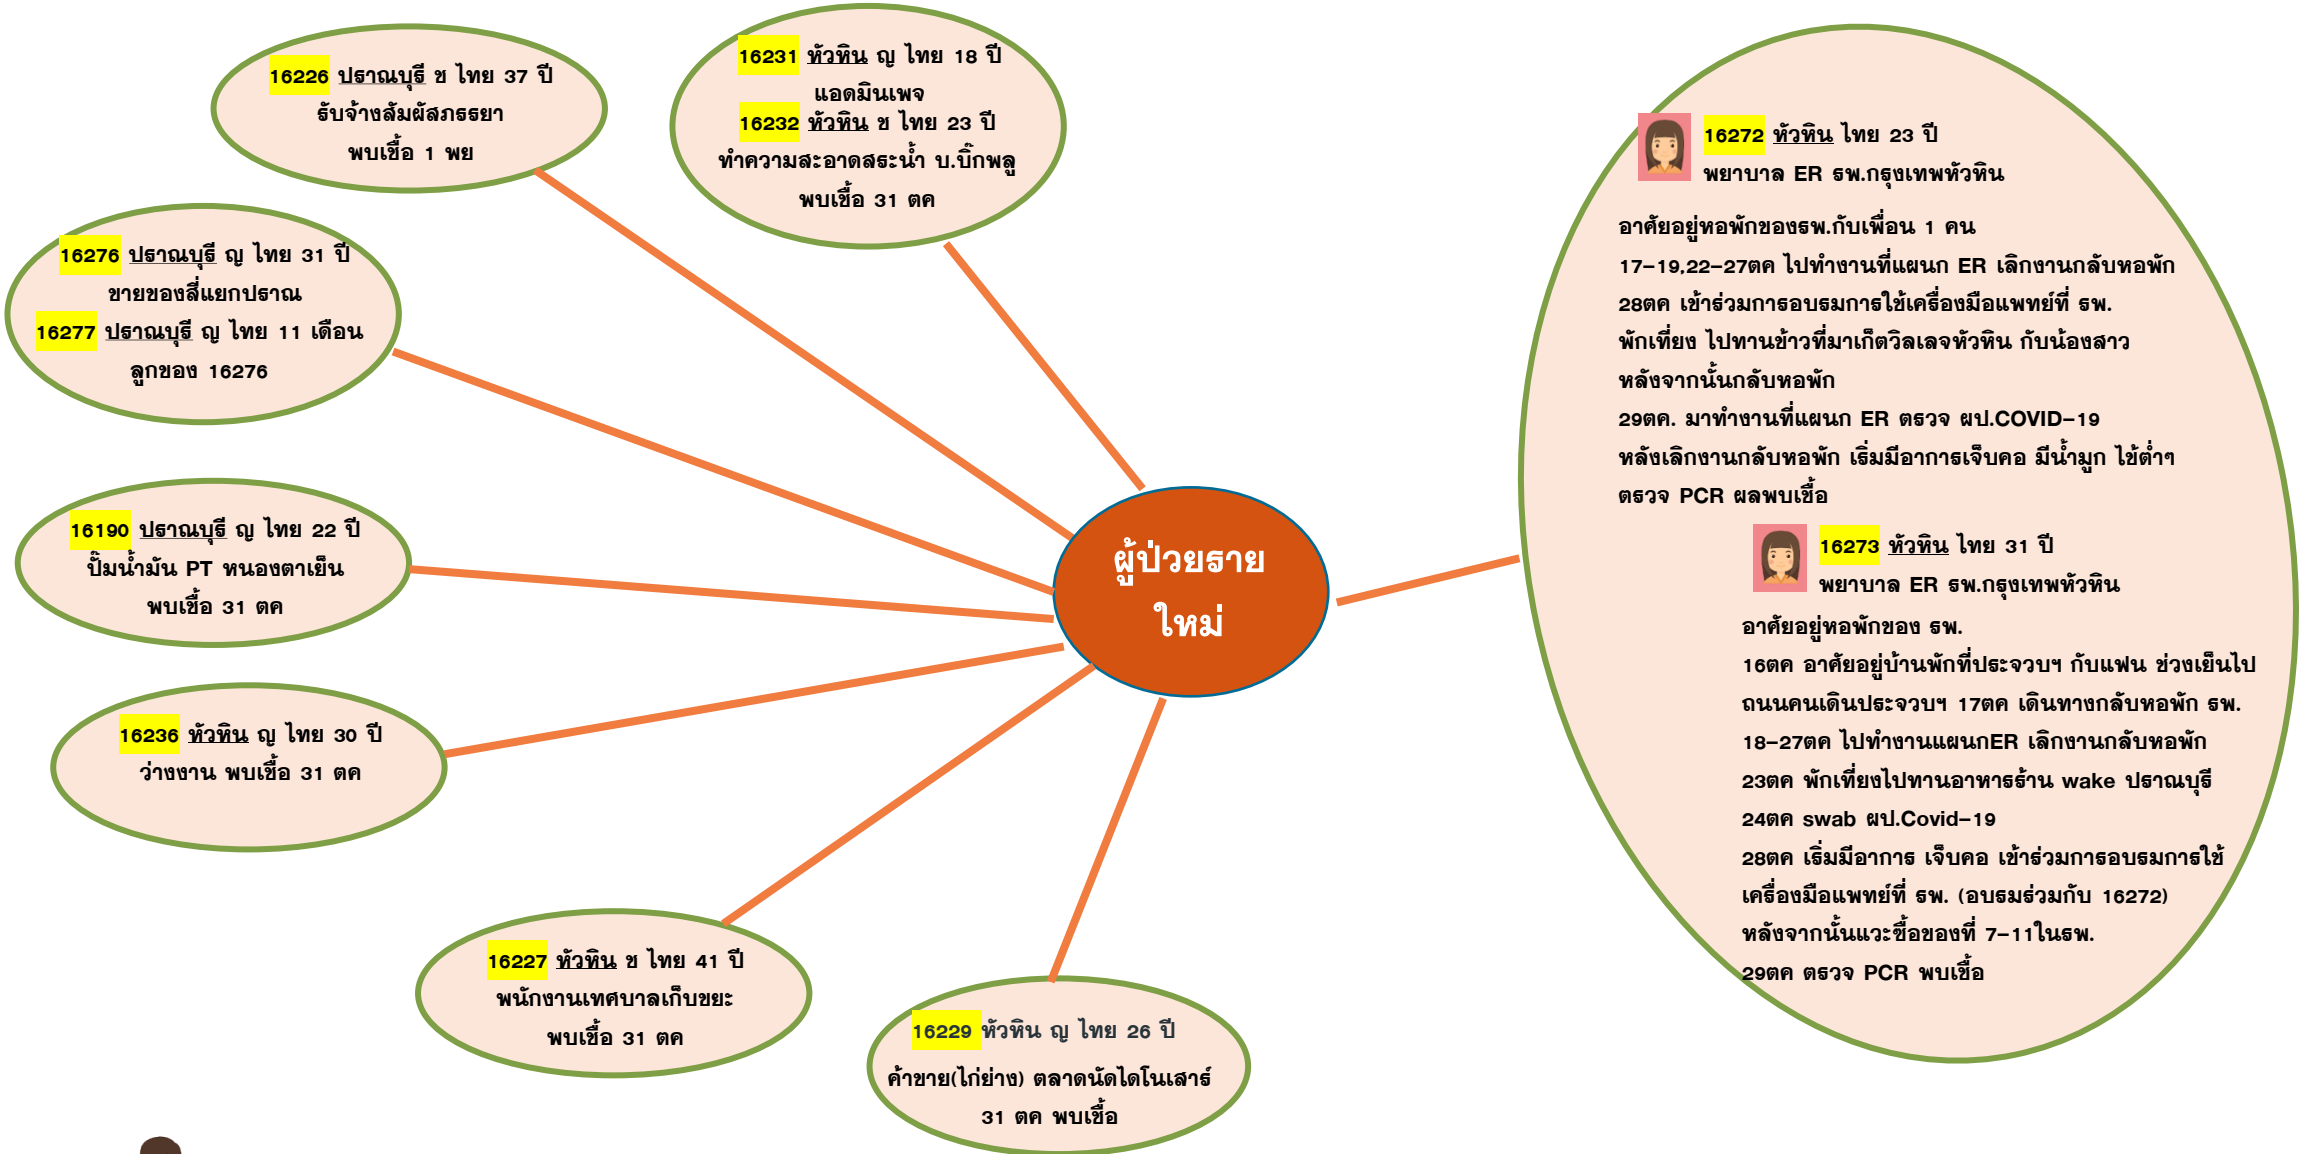 16226 ปราณบุรี ช ไทย 37 ปี
รับจ้างสัมผัสภรรยา
พบเชื้อ 1 พย
16231 หัวหิน ญ ไทย 18 ปี
แอดมินเพจ
16232 หัวหิน ช ไทย 23 ปี
ทำความสะอาดสระน้ำ บ.บิ๊กพลู
พบเชื้อ 31 ตค
16276 ปราณบุรี ญ ไทย 31 ปี
ขายของสี่แยกปราณ
16277 ปราณบุรี ญ ไทย 11 เดือน
ลูกของ 16276
16190 ปราณบุรี ญ ไทย 22 ปี
ปั๊มน้ำมัน PT หนองตาเย็น
พบเชื้อ 31 ตค
16236 หัวหิน ญ ไทย 30 ปี
ว่างงาน พบเชื้อ 31 ตค
16227 หัวหิน ช ไทย 41 ปี
พนักงานเทศบาลเก็บขยะ
พบเชื้อ 31 ตค
16229 หัวหิน ญ ไทย 26 ปี
ค้าขาย(ไก่ย่าง) ตลาดนัดไดโนเสาร์
31 ตค พบเชื้อ
ผู้ป่วยราย
ใหม่
16272 หัวหิน ไทย 23 ปี
พยาบาล ER รพ.กรุงเทพหัวหิน
อาศัยอยู่หอพักของรพ.กับเพื่อน 1 คน
17-19,22-27ตค ไปทำงานที่แผนก ER เลิกงานกลับหอพัก
28ตค เข้าร่วมการอบรมการใช้เครื่องมือแพทย์ที่ รพ.
พักเที่ยง ไปทานข้าวที่มาเก็ตวิลเลจหัวหิน กับน้องสาว
หลังจากนั้นกลับหอพัก
29ตค. มาทำงานที่แผนก ER ตรวจ ผป.COVID-19
หลังเลิกงานกลับหอพัก เริ่มมีอาการเจ็บคอ มีน้ำมูก ไข้ต่ำๆ
ตรวจ PCR ผลพบเชื้อ
16273 หัวหิน ไทย 31 ปี
พยาบาล ER รพ.กรุงเทพหัวหิน
อาศัยอยู่หอพักของ รพ.
16ตค อาศัยอยู่บ้านพักที่ประจวบฯ กับแฟน ช่วงเย็นไป
ถนนคนเดินประจวบฯ 17ตค เดินทางกลับหอพัก รพ.
18-27ตค ไปทำงานแผนกER เลิกงานกลับหอพัก
23ตค พักเที่ยงไปทานอาหารร้าน wake ปราณบุรี
24ตค swab ผป.Covid-19
28ตค เริ่มมีอาการ เจ็บคอ เข้าร่วมการอบรมการใช้
เครื่องมือแพทย์ที่ รพ. (อบรมร่วมกับ 16272)
หลังจากนั้นแวะซื้อของที่ 7-11ในรพ.
29ตค ตรวจ PCR พบเชื้อ